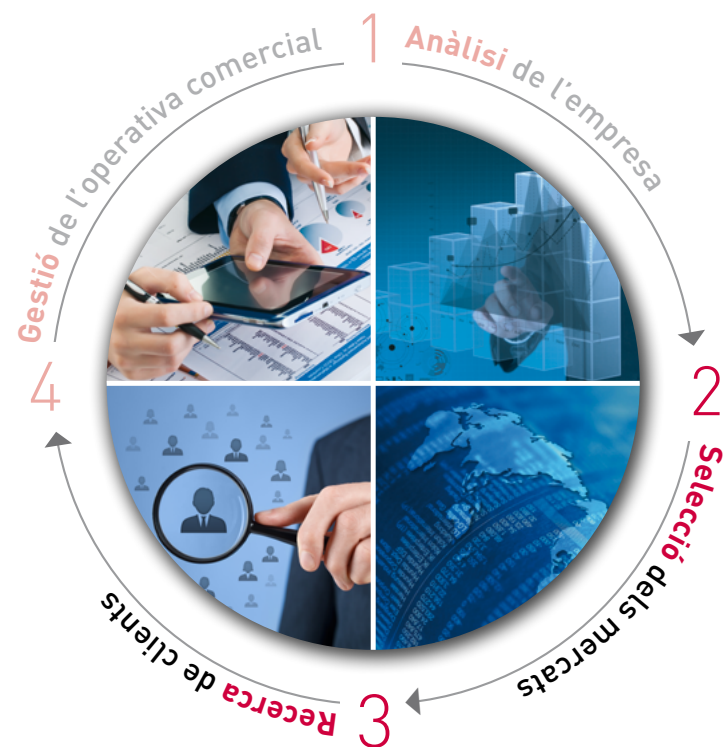 1
Anàlisi de l'empresa
2
Selecció dels mercats
3
Recerca de clients
4
Gestió de l'operativa comercial